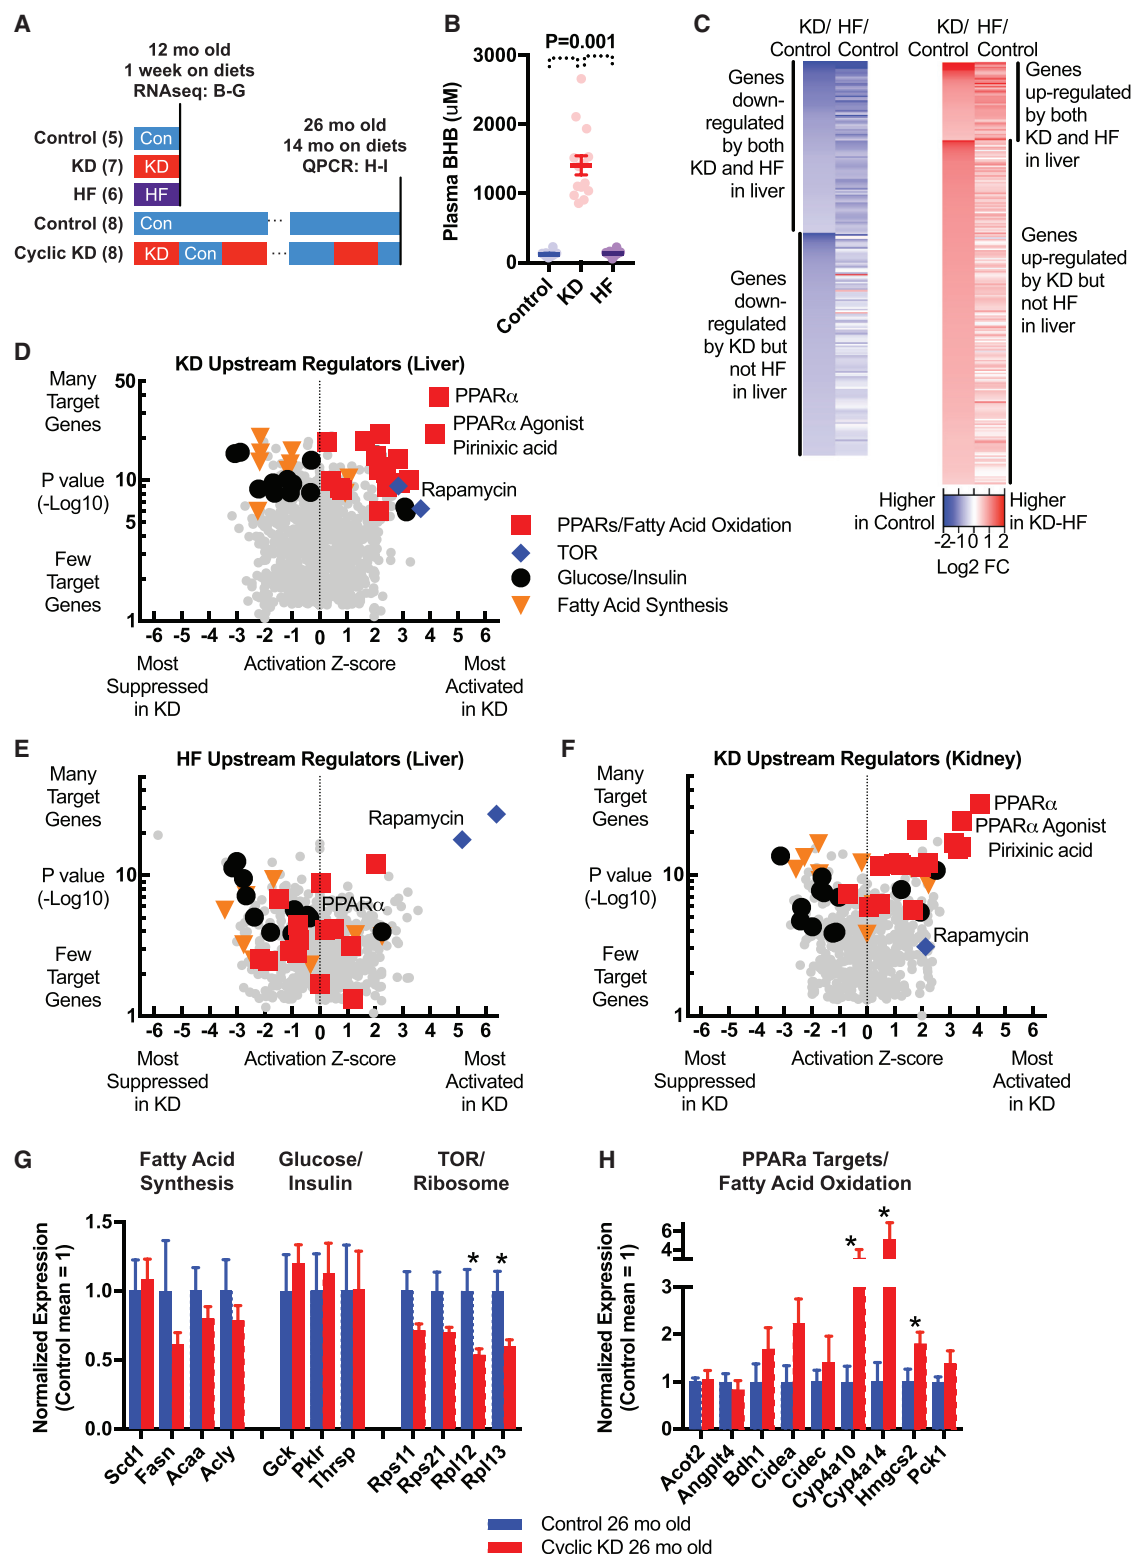 A
12 mo old
1 week on diets
RNAseq: B-G
26 mo old
14 mo on diets
QPCR: H-I
Control (5)
Con
KD (7)
KD
HF (6)
HF
Control (8)
Con
...
Cyclic KD (8)
KD
Con
...
B
P=0.001
Plasma BHB (uM)
3000
2000
1000
0
Control
KD
HF
C
KD/ HF/
Control Control
KD/ HF/
Control Control
Genes
down-
regulated
by both
KD and HF
in liver
Genes
down-
regulated
by KD but
not HF
in liver
Genes
up-regulated
by both
KD and HF
in liver
Genes
up-regulated
by KD but
not HF
in liver
Higher
in Control
Higher
in KD-HF
-2 -1 0 1 2
Log2 FC
D
KD Upstream Regulators (Liver)
Many
Target
Genes
P value
(-Log10)
Few
Target
Genes
50
10
5
1
PPARα
PPARα Agonist
Pirinixic acid
Rapamycin
PPARs/Fatty Acid Oxidation
TOR
Glucose/Insulin
Fatty Acid Synthesis
-6 -5 -4 -3 -2 -1 0 1 2 3 4 5 6
Most
Suppressed
in KD
Activation Z-score
Most
Activated
in KD
E
HF Upstream Regulators (Liver)
Many
Target
Genes
P value
(-Log10)
Few
Target
Genes
10
1
Rapamycin
PPARα
-6 -5 -4 -3 -2 -1 0 1 2 3 4 5 6
Most
Suppressed
in KD
Activation Z-score
Most
Activated
in KD
F
KD Upstream Regulators (Kidney)
Many
Target
Genes
P value
(-Log10)
Few
Target
Genes
10
1
PPARα
PPARα Agonist
Pirixinic acid
Rapamycin
-6 -5 -4 -3 -2 -1 0 1 2 3 4 5 6
Most
Suppressed
in KD
Activation Z-score
Most
Activated
in KD
G
Fatty Acid
Synthesis
Glucose/
Insulin
TOR/
Ribosome
Normalized Expression
(Control mean = 1)
1.5
1.0
0.5
0.0
* *
Scd1
Fasn
Acaa
Acly
Gck
Pklr
Thrsp
Rps11
Rps21
Rpl12
Rpl13
H
PPARa Targets/
Fatty Acid Oxidation
Normalized Expression
(Control mean = 1)
6
4
3
2
1
0
* * *
Acot2
Angplt4
Bdh1
Cidea
Cidec
Cyp4a10
Cyp4a14
Hmgcs2
Pck1
Control 26 mo old
Cyclic KD 26 mo old